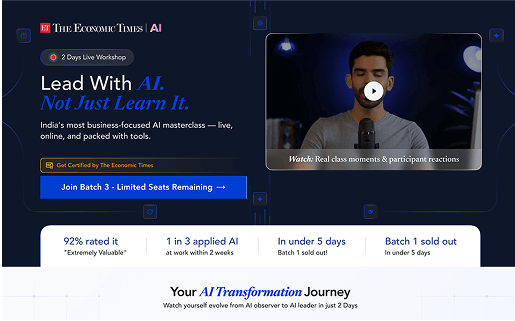 ET THE ECONOMIC TIMES | AI
2 Days Live Workshop
Lead With AI.
Not Just Learn It.
India's most business-focused AI masterclass — live,
online, and packed with tools.
Get Certified by The Economic Times
Join Batch 3 - Limited Seats Remaining →
Watch: Real class moments & participant reactions
92% rated it
"Extremely Valuable"
1 in 3 applied AI
at work within 2 weeks
In under 5 days
Batch 1 sold out!
Batch 1 sold out
In under 5 days
Your AI Transformation Journey
Watch yourself evolve from AI observer to AI leader in just 2 Days